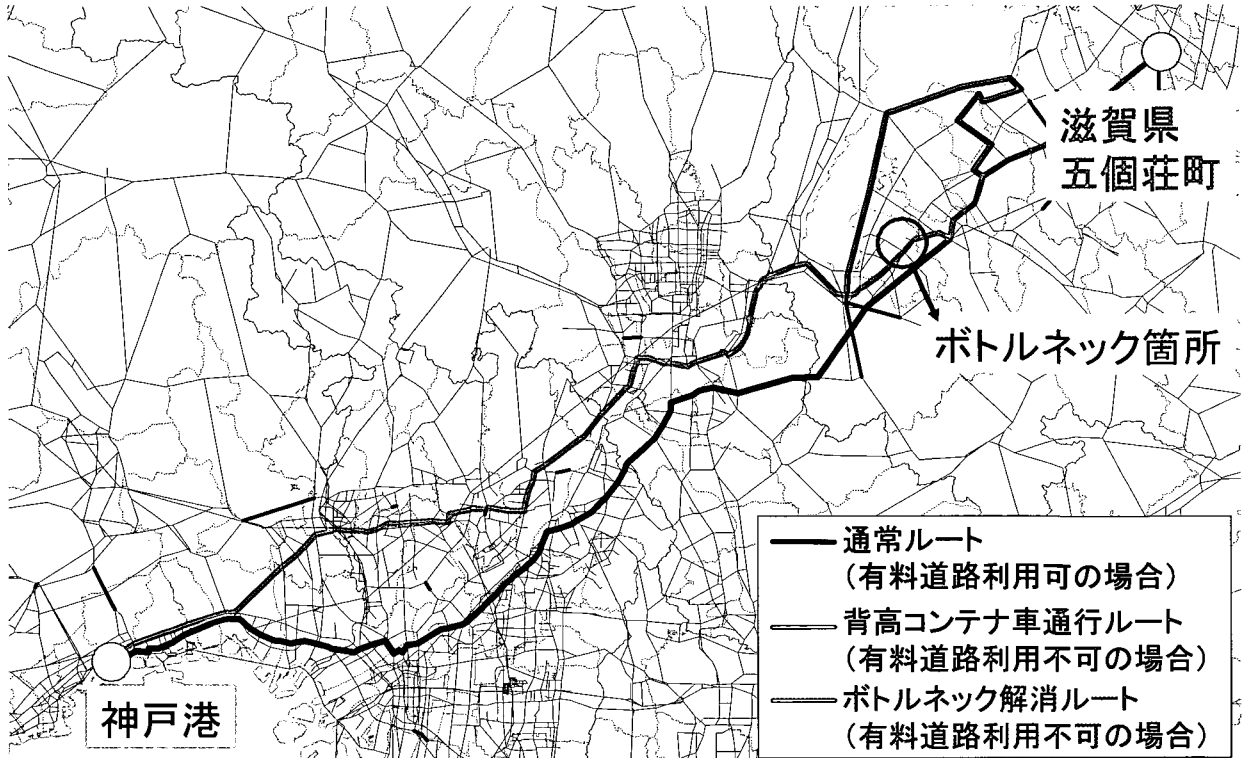 滋賀県
五個荘町
ボトルネック箇所
通常ルート
(有料道路利用可の場合)
背高コンテナ車通行ルート
(有料道路利用不可の場合)
ボトルネック解消ルート
(有料道路利用不可の場合)
神戸港